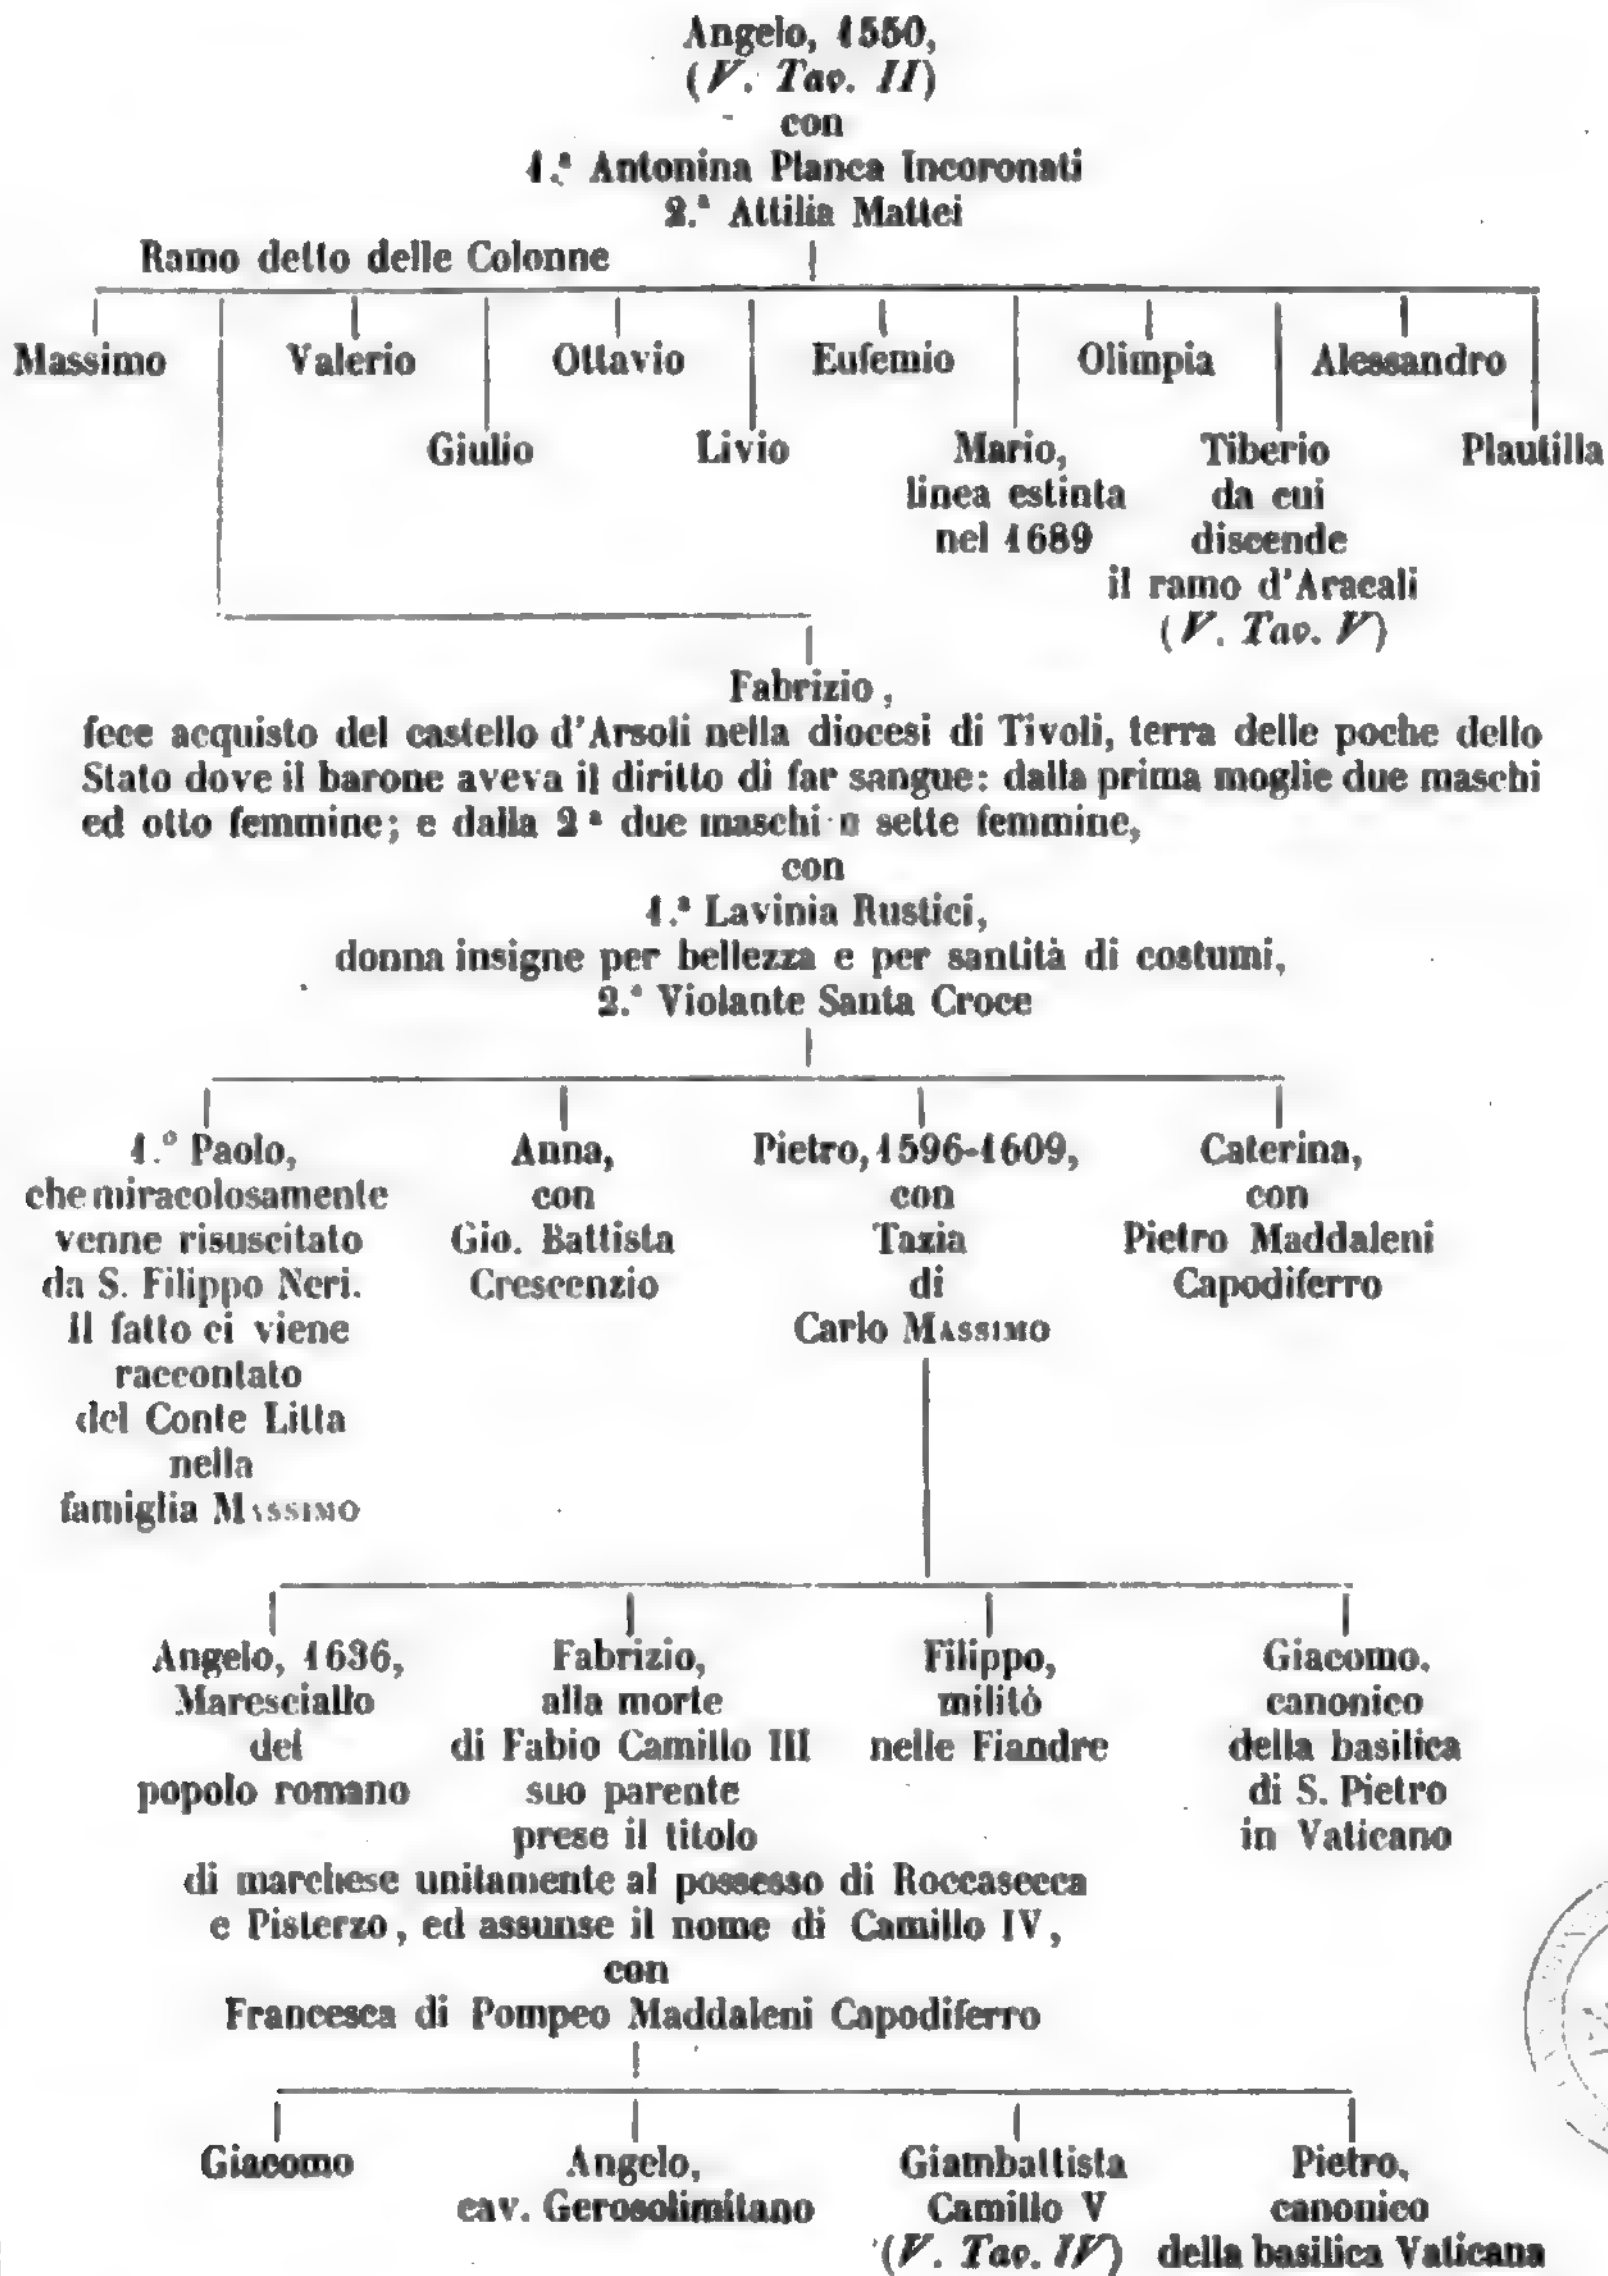 Angelo, 1550,
(V. Tav. II)
con
1.ª Antonina Planca Incoronati
2.ª Attilia Mattei
Ramo detto delle Colonne
Massimo Valerio Ottavio Eufemio Olimpia Alessandro
Giulio Livio Mario, Tiberio Plautilla
linea estinta da cui
nel 1689 discende
il ramo d'Aracali
(V. Tav. V)
Fabrizio,
fece acquisto del castello d'Arsoli nella diocesi di Tivoli, terra delle poche dello
Stato dove il barone aveva il diritto di far sangue: dalla prima moglie due maschi
ed otto femmine; e dalla 2ª due maschi o sette femmine,
con
1.ª Lavinia Rustici,
donna insigne per bellezza e per santità di costumi,
2.ª Violante Santa Croce
1.º Paolo, Anna, Pietro, 1596-1609, Caterina,
che miracolosamente con con con
venne risuscitato Gio. Battista Tazia Pietro Maddaleni
da S. Filippo Neri. Crescenzio di Capodiferro
Il fatto ci viene Carlo MASSIMO
raccontato
del Conte Litta
nella
famiglia MASSIMO
Angelo, 1636, Fabrizio, Filippo, Giacomo.
Maresciallo alla morte militò canonico
del di Fabio Camillo III nelle Fiandre della basilica
popolo romano suo parente di S. Pietro
prese il titolo in Vaticano
di marchese unitamente al possesso di Roccasecca
e Pisterzo, ed assunse il nome di Camillo IV,
con
Francesca di Pompeo Maddaleni Capodiferro
Giacomo Angelo, Giambattista Pietro,
cav. Gerosolimitano Camillo V canonico
(V. Tav. IV) della basilica Vaticana